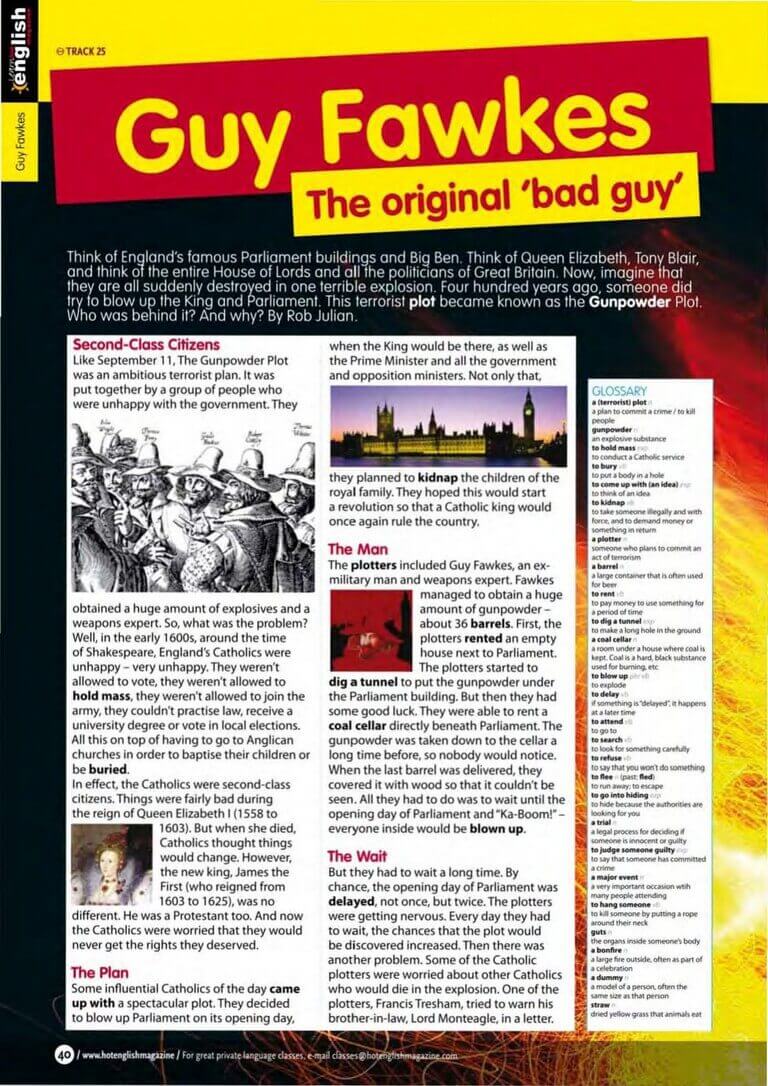 Learn hot
english
magazine
Guy Fawkes
TRACK 25
Guy Fawkes
The original 'bad guy'
Think of England's famous Parliament buildings and Big Ben. Think of Queen Elizabeth, Tony Blair,
and think of the entire House of Lords and all the politicians of Great Britain. Now, imagine that
they are all suddenly destroyed in one terrible explosion. Four hundred years ago, someone did
try to blow up the King and Parliament. This terrorist plot became known as the Gunpowder Plot.
Who was behind it? And why? By Rob Julian.
Second-Class Citizens
Like September 11, The Gunpowder Plot
was an ambitious terrorist plan. It was
put together by a group of people who
were unhappy with the government. They
obtained a huge amount of explosives and a
weapons expert. So, what was the problem?
Well, in the early 1600s, around the time
of Shakespeare, England's Catholics were
unhappy – very unhappy. They weren't
allowed to vote, they weren't allowed to
hold mass, they weren't allowed to join the
army, they couldn't practise law, receive a
university degree or vote in local elections.
All this on top of having to go to Anglican
churches in order to baptise their children or
be buried.
In effect, the Catholics were second-class
citizens. Things were fairly bad during
the reign of Queen Elizabeth I (1558 to
1603). But when she died,
Catholics thought things
would change. However,
the new king, James the
First (who reigned from
1603 to 1625), was no
different. He was a Protestant too. And now
the Catholics were worried that they would
never get the rights they deserved.
The Plan
Some influential Catholics of the day came
up with a spectacular plot. They decided
to blow up Parliament on its opening day,
when the King would be there, as well as
the Prime Minister and all the government
and opposition ministers. Not only that,
they planned to kidnap the children of the
royal family. They hoped this would start
a revolution so that a Catholic king would
once again rule the country.
The Man
The plotters included Guy Fawkes, an ex-
military man and weapons expert. Fawkes
managed to obtain a huge
amount of gunpowder –
about 36 barrels. First, the
plotters rented an empty
house next to Parliament.
The plotters started to
dig a tunnel to put the gunpowder under
the Parliament building. But then they had
some good luck. They were able to rent a
coal cellar directly beneath Parliament. The
gunpowder was taken down to the cellar a
long time before, so nobody would notice.
When the last barrel was delivered, they
covered it with wood so that it couldn't be
seen. All they had to do was to wait until the
opening day of Parliament and "Ka-Boom!" –
everyone inside would be blown up.
The Wait
But they had to wait a long time. By
chance, the opening day of Parliament was
delayed, not once, but twice. The plotters
were getting nervous. Every day they had
to wait, the chances that the plot would
be discovered increased. Then there was
another problem. Some of the Catholic
plotters were worried about other Catholics
who would die in the explosion. One of the
plotters, Francis Tresham, tried to warn his
brother-in-law, Lord Monteagle, in a letter.
GLOSSARY
a (terrorist) plot n
a plan to commit a crime / to kill
people
gunpowder n
an explosive substance
to hold mass exp
to conduct a Catholic service
to bury vb
to put a body in a hole
to come up with (an idea) exp
to think of an idea
to kidnap vb
to take someone illegally and with
force, and to demand money or
something in return
a plotter n
someone who plans to commit an
act of terrorism
a barrel n
a large container that is often used
for beer
to rent vb
to pay money to use something for
a period of time
to dig a tunnel exp
to make a long hole in the ground
a coal cellar n
a room under a house where coal is
kept. Coal is a hard, black substance
used for burning, etc
to blow up phr vb
to explode
to delay vb
if something is "delayed", it happens
at a later time
to attend vb
to go to
to search vb
to look for something carefully
to refuse vb
to say that you won't do something
to flee n (past: fled)
to run away; to escape
to go into hiding exp
to hide because the authorities are
looking for you
a trial n
a legal process for deciding if
someone is innocent or guilty
to judge someone guilty exp
to say that someone has committed
a crime
a major event n
a very important occasion wtih
many people attending
to hang someone vb
to kill someone by putting a rope
around their neck
guts n
the organs inside someone's body
a bonfire n
a large fire outside, often as part of
a celebration
a dummy n
a model of a person, often the
same size as that person
straw n
dried yellow grass that animals eat
40 / www.hotenglishmagazine / For great private language classes, e-mail classes@hotenglishmagazine.com